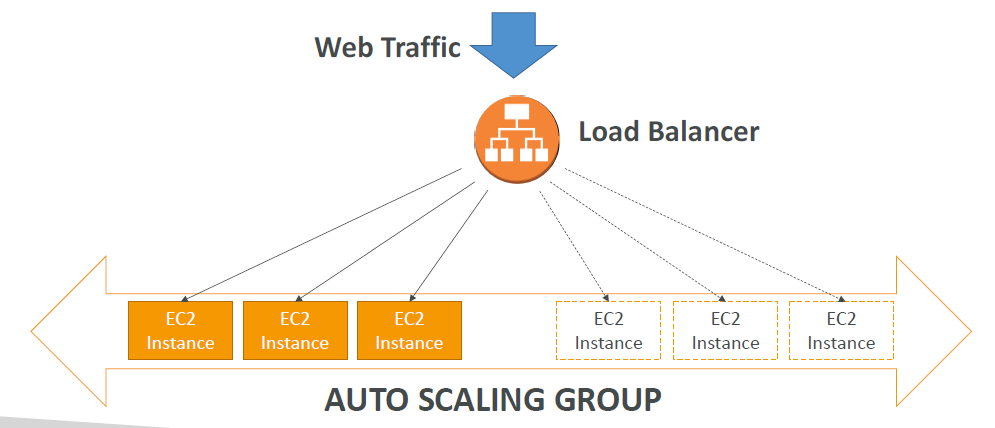 Web Traffic
Load Balancer
EC2
Instance
EC2
Instance
EC2
Instance
EC2
Instance
EC2
Instance
EC2
Instance
AUTO SCALING GROUP